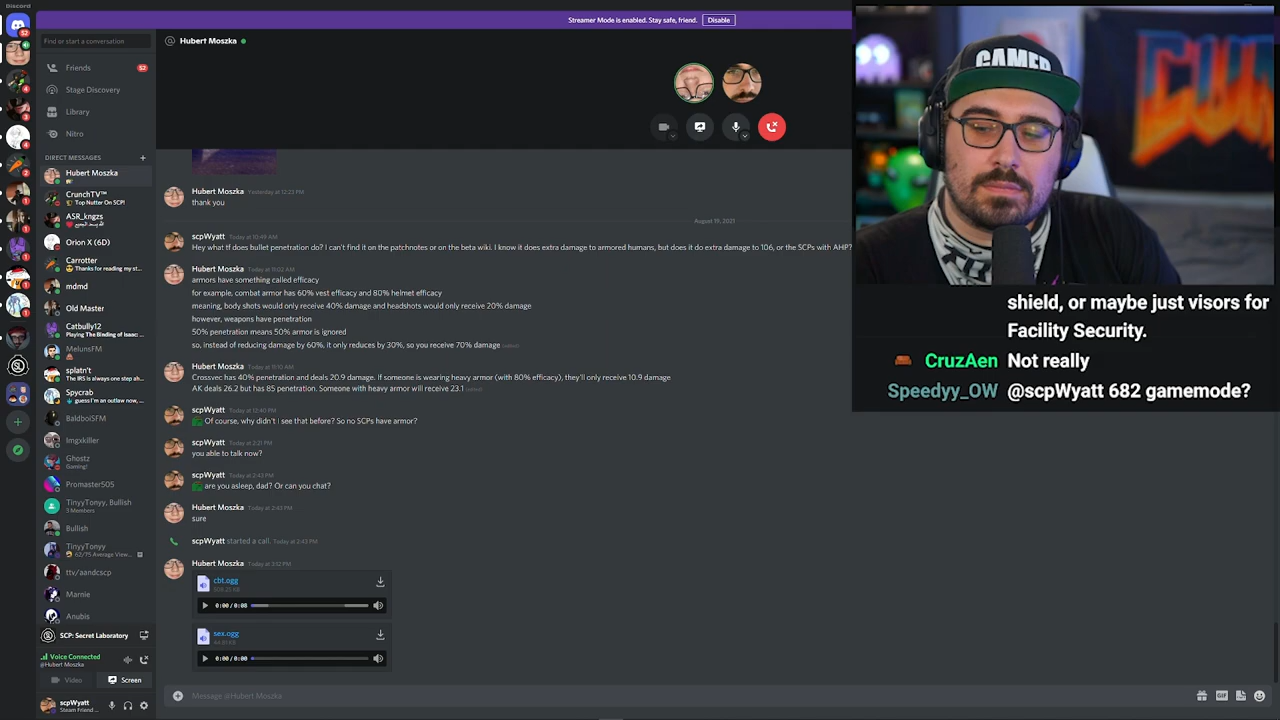 Discord
Streamer Mode is enabled. Stay safe, friend.
Disable
Find or start a conversation
Hubert Moszka
Friends
52
Stage Discovery
Library
Nitro
DIRECT MESSAGES
Hubert Moszka
CrunchTV™
Top Nutter On SCP!
ASR_kngzs
Orion X (6D)
Carrotter
Thanks for reading my st...
mdmd
Old Master
Catbully12
Playing The Binding of Isaac:
MelunsFM
splatn't
The IRS is always one step ah...
Spycrab
guess I'm an outlaw now, ...
BaldboiSFM
Imgxkiller
Ghostz
Gaming!
Promaster505
TinyyTonyy, Bullish
3 Members
Bullish
TinyyTonyy
62/75 Average View...
ttv/aandcscp
Marnie
Anubis
SCP: Secret Laboratory
Voice Connected
@Hubert Moszka
Video
Screen
scpWyatt
Steam Friend ...
Hubert Moszka Yesterday at 12:23 PM
thank you
August 19, 2021
scpWyatt Today at 10:49 AM
Hey what tf does bullet penetration do? I can't find it on the patchnotes or on the beta wiki. I know it does extra damage to armored humans, but does it do extra damage to 106, or the SCPs with AHP?
Hubert Moszka Today at 11:02 AM
armors have something called efficacy
for example, combat armor has 60% vest efficacy and 80% helmet efficacy
meaning, body shots would only receive 40% damage and headshots would only receive 20% damage
however, weapons have penetration
50% penetration means 50% armor is ignored
so, instead of reducing damage by 60%, it only reduces by 30%, so you receive 70% damage (edited)
Hubert Moszka Today at 11:10 AM
Crossvec has 40% penetration and deals 20.9 damage. If someone is wearing heavy armor (with 80% efficacy), they'll only receive 10.9 damage
AK deals 26.2 but has 85 penetration. Someone with heavy armor will receive 23.1 (edited)
scpWyatt Today at 12:40 PM
Of course, why didn't I see that before? So no SCPs have armor?
scpWyatt Today at 2:21 PM
you able to talk now?
scpWyatt Today at 2:43 PM
are you asleep, dad? Or can you chat?
Hubert Moszka Today at 2:43 PM
sure
scpWyatt started a call. Today at 2:43 PM
Hubert Moszka Today at 3:12 PM
cbt.ogg
0:00/0:08
sex.ogg
0:00/0:00
Message @Hubert Moszka
GIF
GAMER
shield, or maybe just visors for
Facility Security.
CruzAen Not really
Speedyy_OW @scpWyatt 682 gamemode?